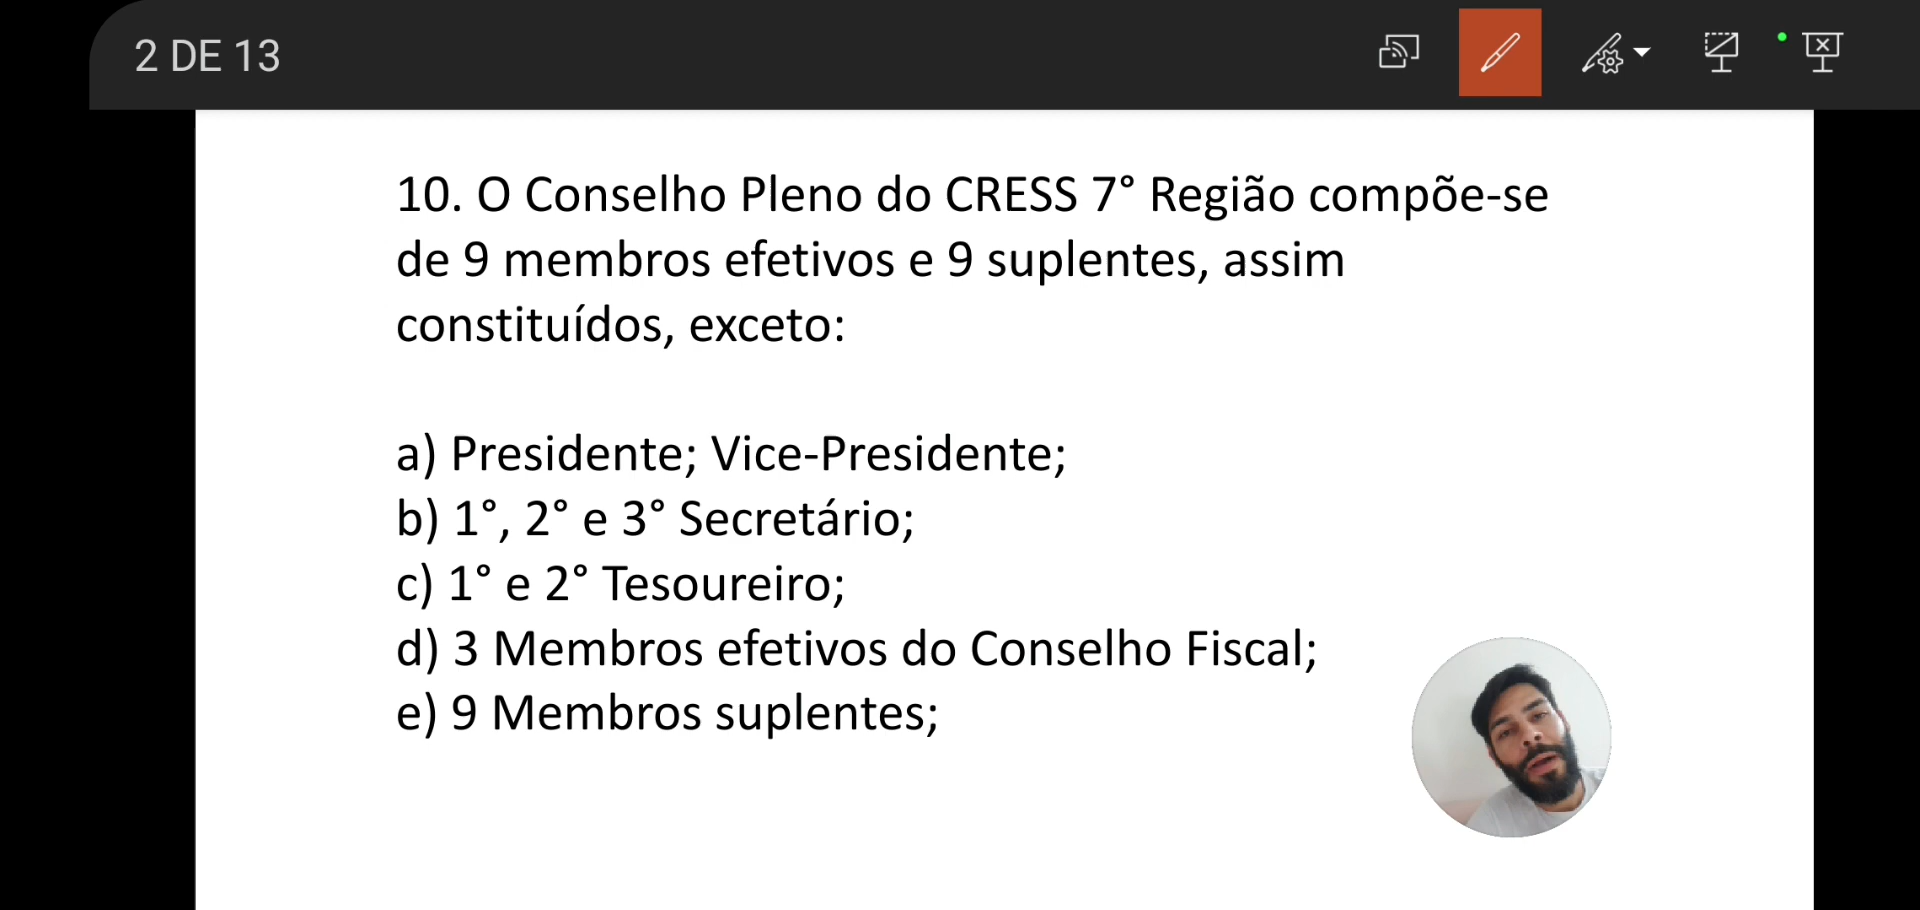 2 DE 13
10. O Conselho Pleno do CRESS 7° Região compõe-se
de 9 membros efetivos e 9 suplentes, assim
constituídos, exceto:
a) Presidente; Vice-Presidente;
b) 1°, 2° e 3° Secretário;
c) 1° e 2° Tesoureiro;
d) 3 Membros efetivos do Conselho Fiscal;
e) 9 Membros suplentes;